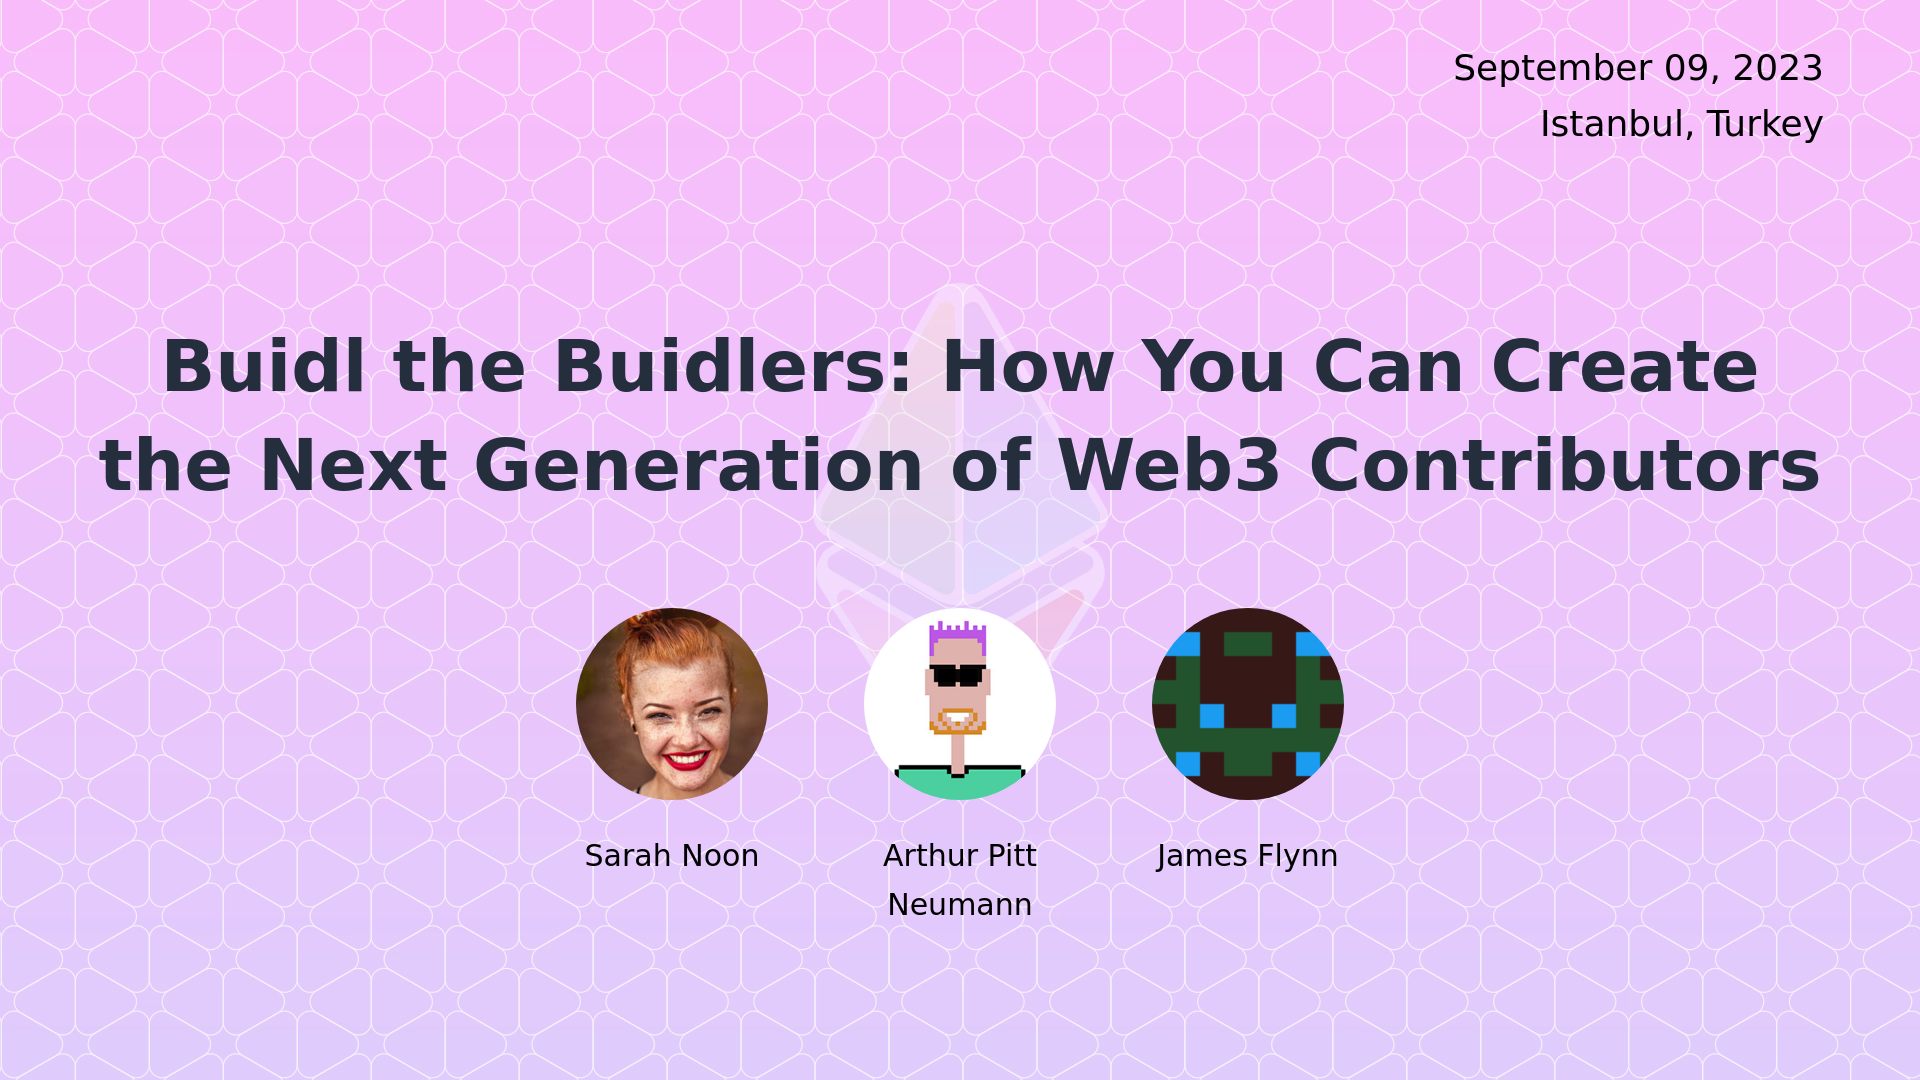 September 09, 2023
Istanbul, Turkey
Buidl the Buidlers: How You Can Create
the Next Generation of Web3 Contributors
Sarah Noon
Arthur Pitt
Neumann
James Flynn